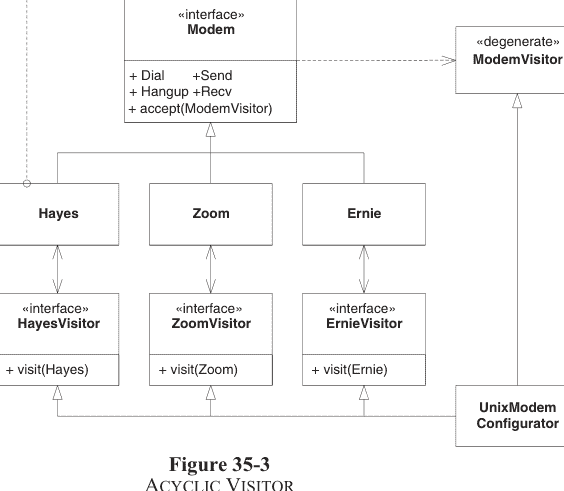 «interface»
Modem
+ Dial +Send
+ Hangup +Recv
+ accept(ModemVisitor)
«degenerate»
ModemVisitor
Hayes
Zoom
Ernie
«interface»
HayesVisitor
+ visit(Hayes)
«interface»
ZoomVisitor
+ visit(Zoom)
«interface»
ErnieVisitor
+ visit(Ernie)
UnixModem
Configurator
Figure 35-3
ACYCLIC VISITOR